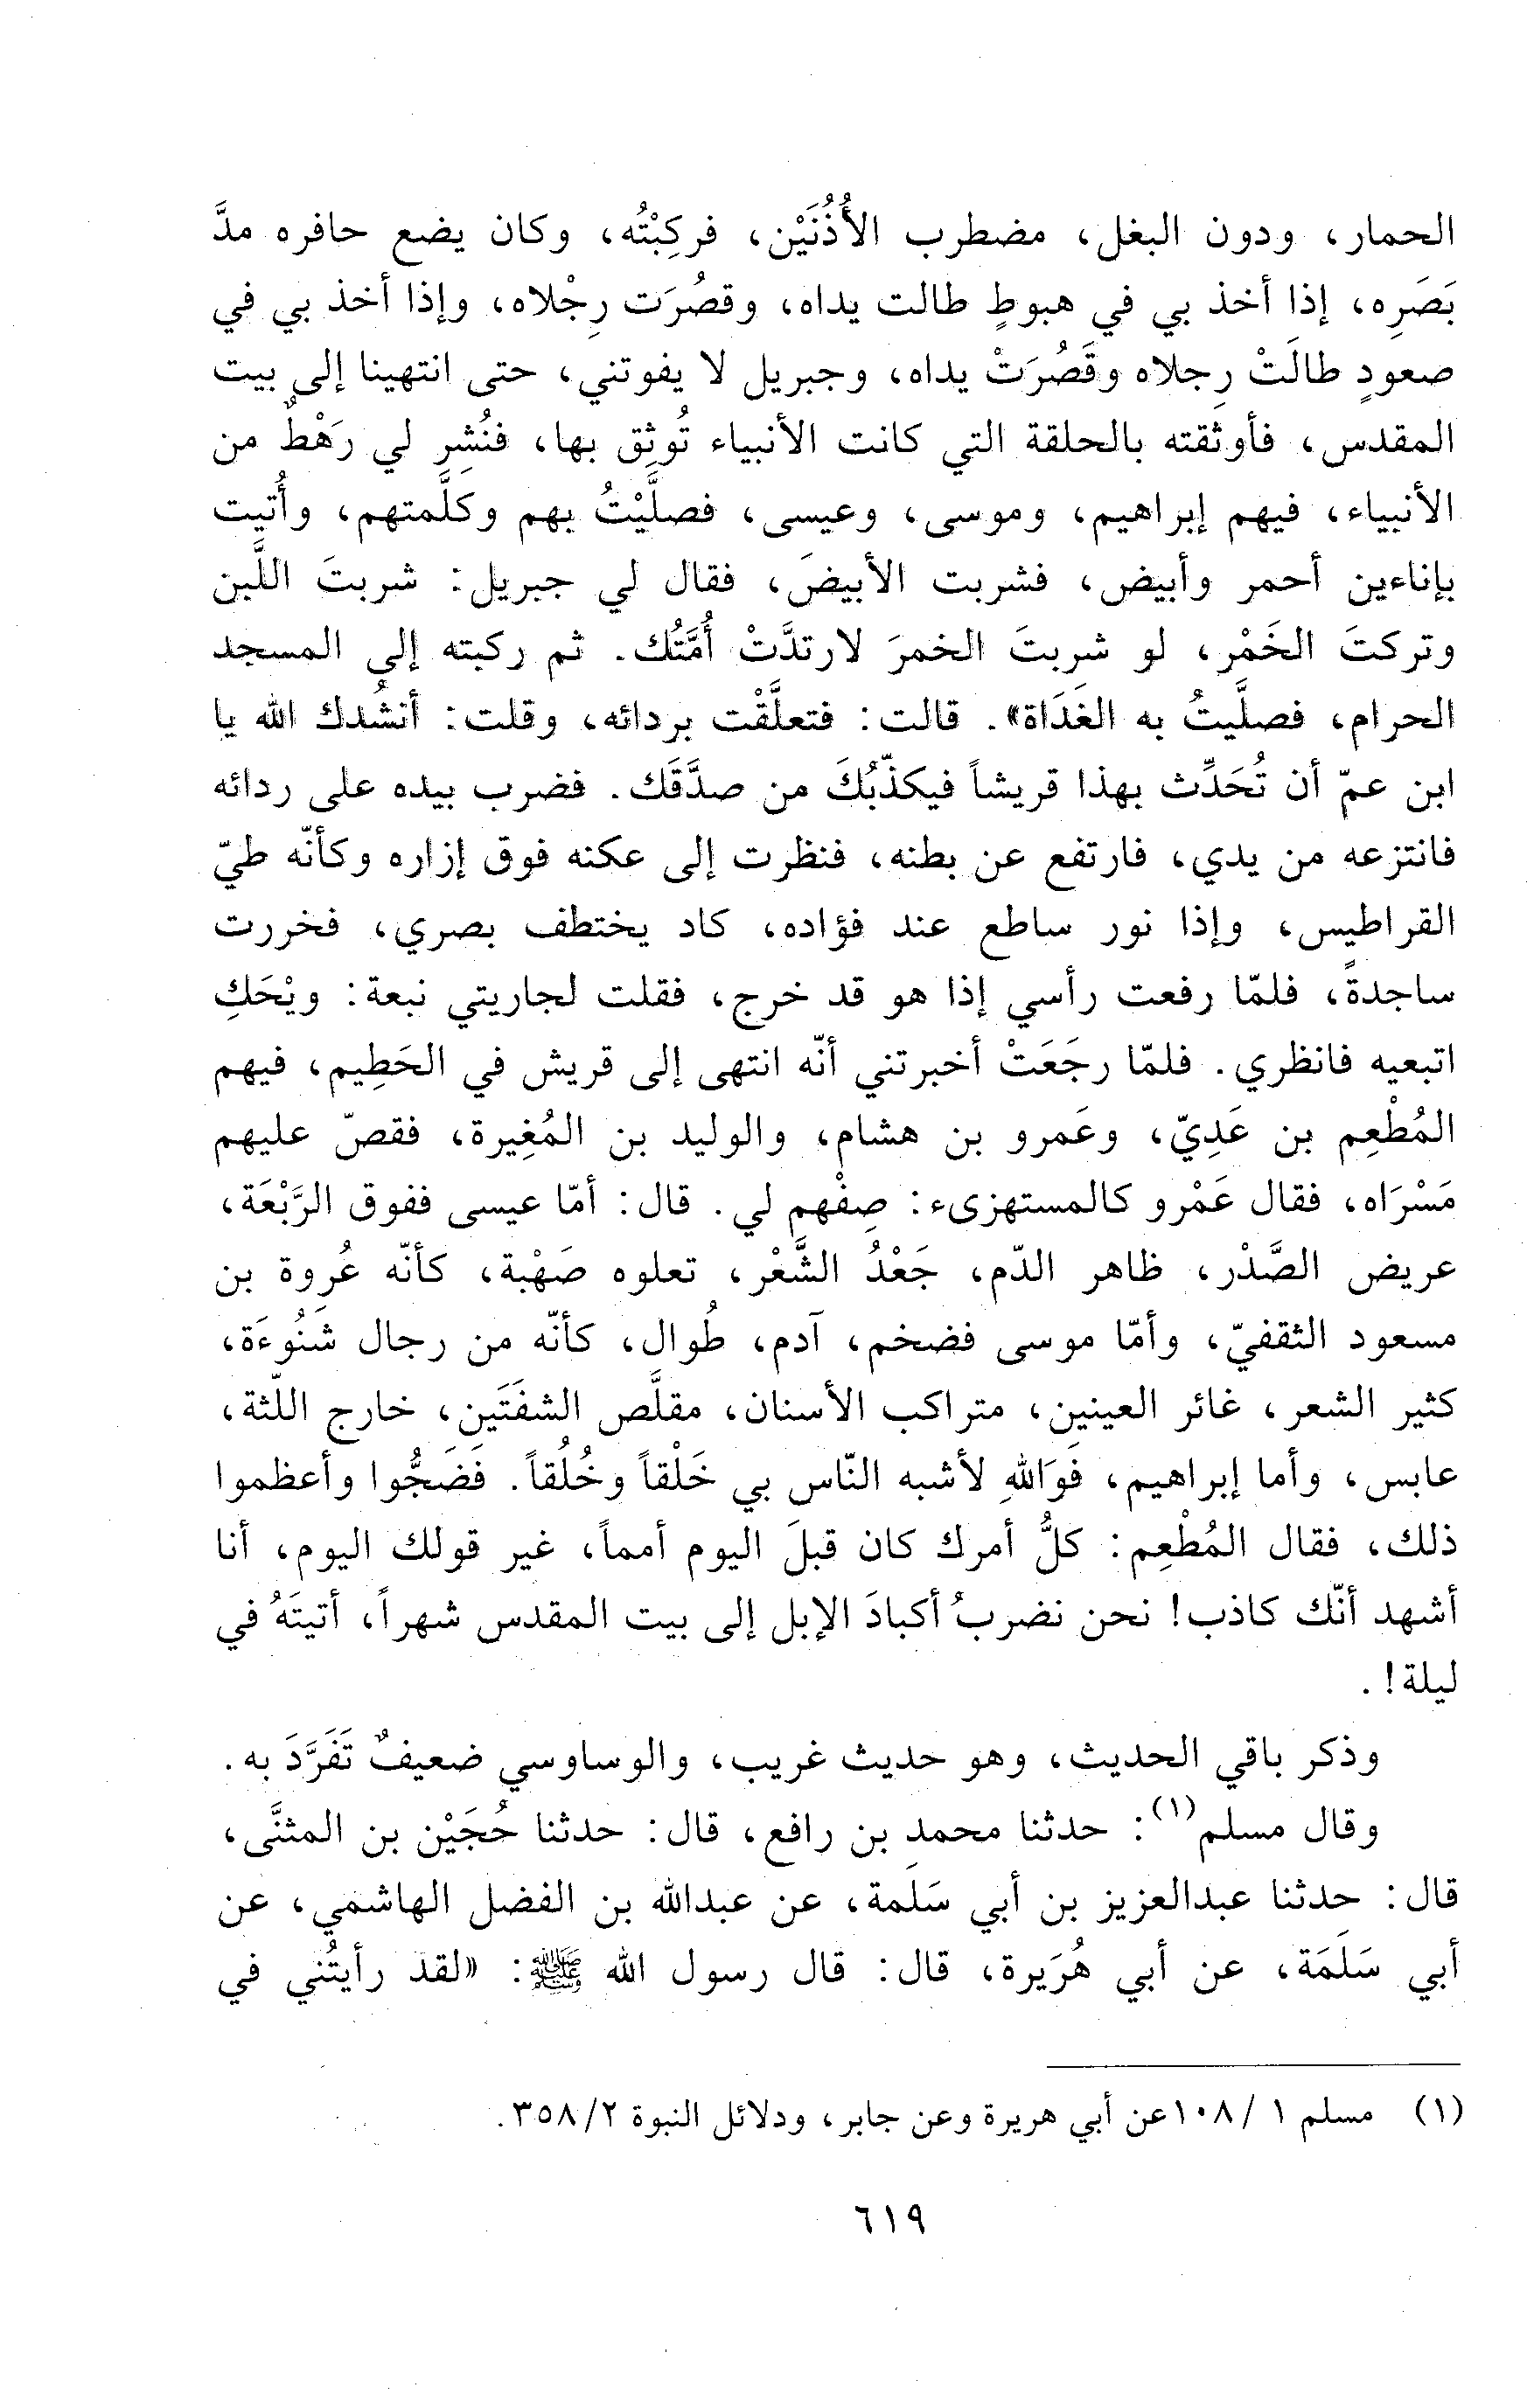 الحمار، ودون البغل، مضطرب الأُذُنَيْن، فركِبْتُه، وكان يضع حافره مدَّ
بَصَرِه، إذا أخذ بي في هبوطٍ طالت يداه، وقصُرَت رِجْلاه، وإذا أخذ بي في
صعودٍ طالَتْ رِجلاه وقَصُرَتْ يداه، وجبريل لا يفوتني، حتى انتهينا إلى بيت
المقدس، فأوثَقته بالحلقة التي كانت الأنبياء تُوثِق بها، فنُشِر لي رَهْطٌ من
الأنبياء، فيهم إبراهيم، وموسى، وعيسى، فصلَّيْتُ بهم وكلَّمتهم، وأُتيت
بإناءين أحمر وأبيض، فشربت الأبيضَ، فقال لي جبريل: شربتَ اللَّبن
وتركتَ الخَمْر، لو شربتَ الخمرَ لارتدَّتْ أُمَّتُك. ثم ركبته إلى المسجد
الحرام، فصلَّيتُ به الغَدَاة». قالت: فتعلَّقْت بردائه، وقلت: أنشُدك الله يا
ابن عمّ أن تُحَدِّث بهذا قريشاً فيكذّبُكَ من صدَّقَك. فضرب بيده على ردائه
فانتزعه من يدي، فارتفع عن بطنه، فنظرت إلى عكنه فوق إزاره وكأنّه طيّ
القراطيس، وإذا نور ساطع عند فؤاده، كاد يختطف بصري، فخررت
ساجدةً، فلمّا رفعت رأسي إذا هو قد خرج، فقلت لجاريتي نبعة: ويْحَكِ
اتبعيه فانظري. فلمّا رجَعَتْ أخبرتني أنّه انتهى إلى قريش في الحَطِيم، فيهم
المُطْعِم بن عَدِيّ، وعَمرو بن هشام، والوليد بن المُغِيرة، فقصّ عليهم
مَسْرَاه، فقال عَمْرو كالمستهزىء: صِفْهم لي. قال: أمّا عيسى ففوق الرَّبْعَة،
عريض الصَّدْر، ظاهر الدّم، جَعْدُ الشَّعْر، تعلوه صَهْبة، كأنّه عُروة بن
مسعود الثقفيّ، وأمّا موسى فضخم، آدم، طُوال، كأنّه من رجال شَنُوءَة،
كثير الشعر، غائر العينين، متراكب الأسنان، مقلَّص الشفَتَين، خارج اللّثة،
عابس، وأما إبراهيم، فَوَاللهِ لأشبه النّاس بي خَلْقاً وخُلُقاً. فَضَجُّوا وأعظموا
ذلك، فقال المُطْعِم: كلُّ أمرك كان قبلَ اليوم أمماً، غير قولك اليوم، أنا
أشهد أنّك كاذب! نحن نضربُ أكبادَ الإبل إلى بيت المقدس شهراً، أتيتَهُ في
ليلة!.
وذكر باقي الحديث، وهو حديث غريب، والوساوسي ضعيفٌ تَفَرَّدَ به.
وقال مسلم(١): حدثنا محمد بن رافع، قال: حدثنا حُجَيْن بن المثنَّى،
قال: حدثنا عبدالعزيز بن أبي سَلَمة، عن عبدالله بن الفضل الهاشمي، عن
أبي سَلَمَة، عن أبي هُرَيرة، قال: قال رسول الله ﷺ: «لقد رأيتُني في
(١) مسلم ١ /١٠٨عن أبي هريرة وعن جابر، ودلائل النبوة ٣٥٨/٢.
٦١٩